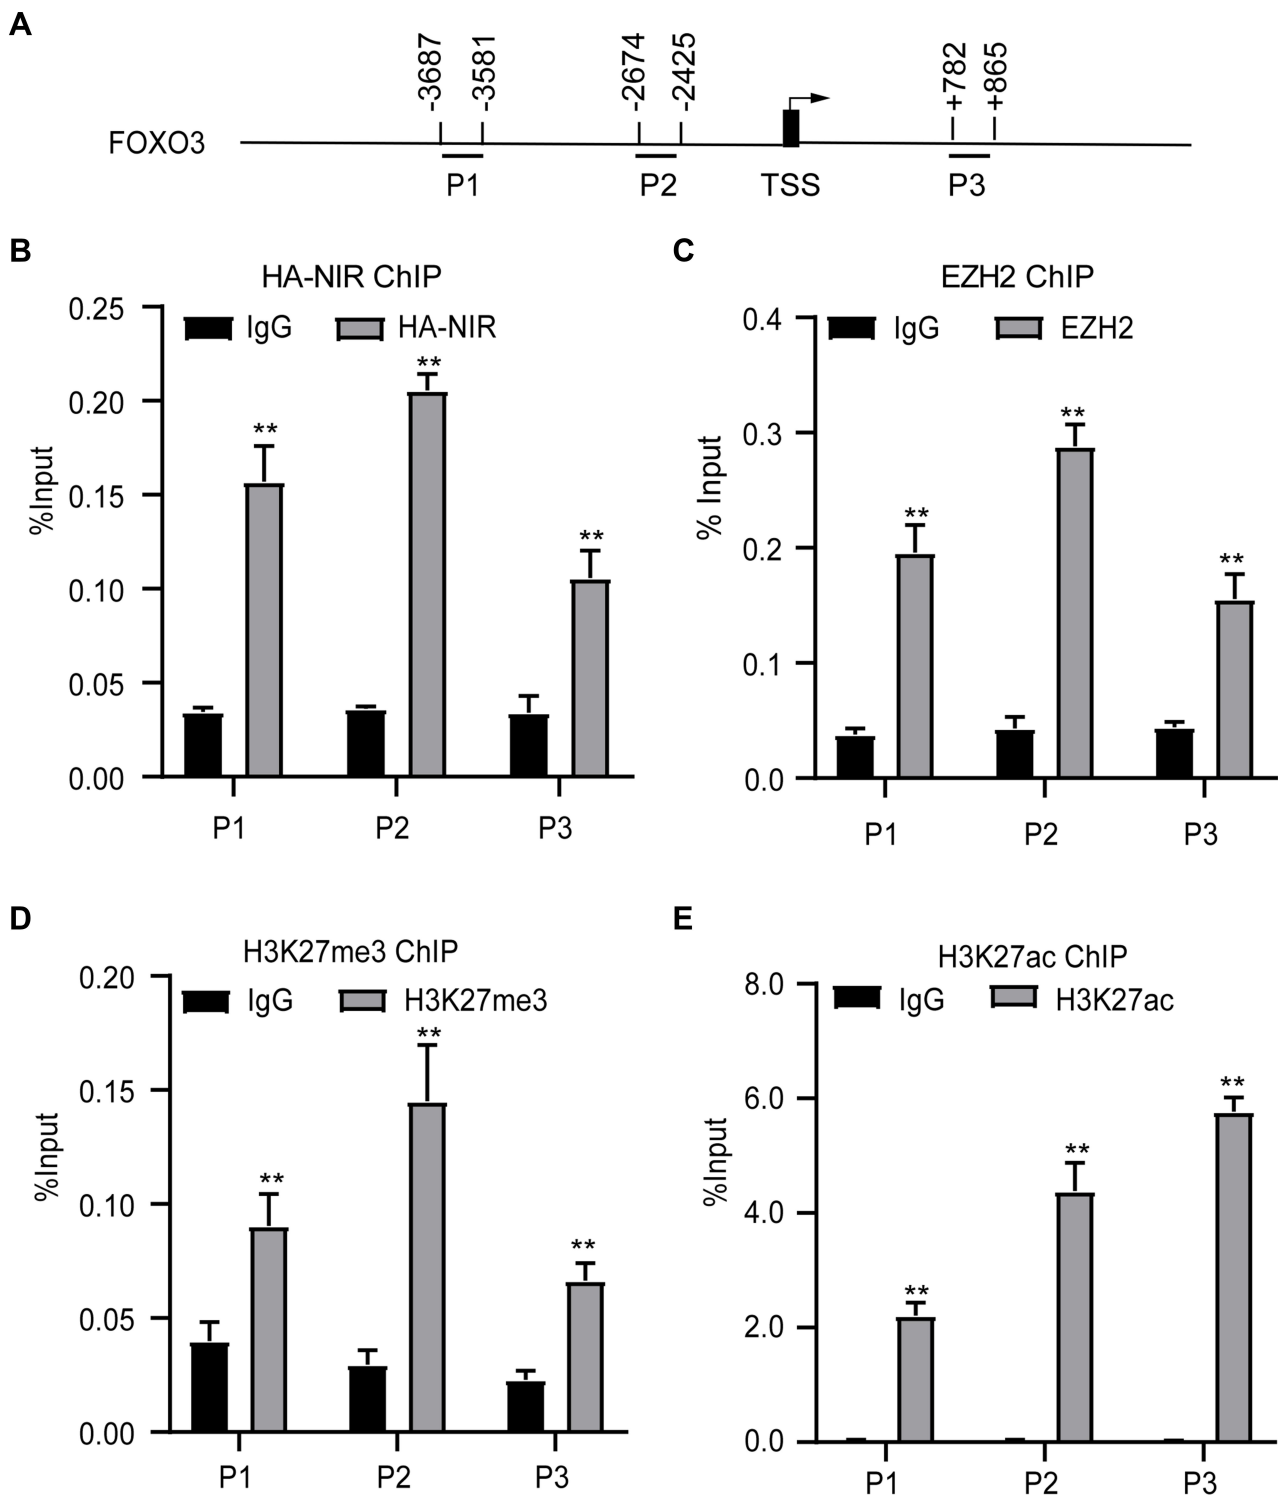 A
-3687
-3581
-2674
-2425
+782
+865
FOXO3
P1
P2
TSS
P3
B
HA-NIR ChIP
IgG
HA-NIR
%Input
0.25
0.20
0.15
0.10
0.05
0.00
**
**
**
P1
P2
P3
C
EZH2 ChIP
IgG
EZH2
% Input
0.4
0.3
0.2
0.1
0.0
**
**
**
P1
P2
P3
D
H3K27me3 ChIP
IgG
H3K27me3
%Input
0.20
0.15
0.10
0.05
0.00
**
**
**
P1
P2
P3
E
H3K27ac ChIP
IgG
H3K27ac
%Input
8.0
6.0
4.0
2.0
0.0
**
**
**
P1
P2
P3